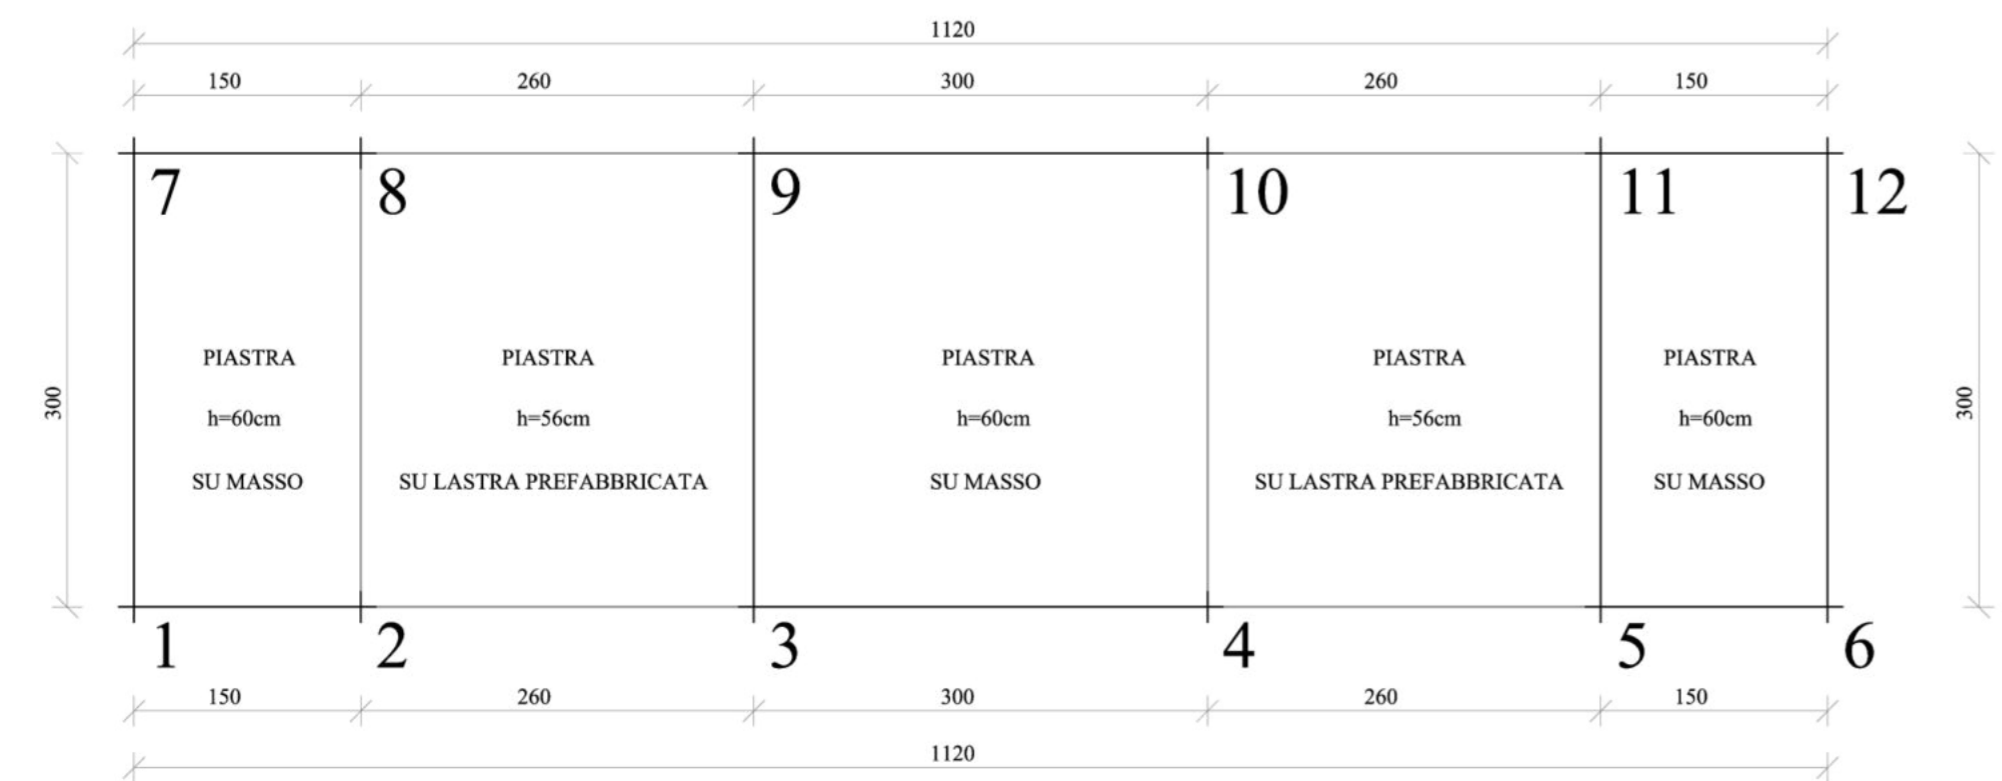 1120
150 260 300 260 150
7 8 9 10 11 12
PIASTRA PIASTRA PIASTRA PIASTRA PIASTRA
300 300
h=60cm h=56cm h=60cm h=56cm h=60cm
SU MASSO SU LASTRA PREFABBRICATA SU MASSO SU LASTRA PREFABBRICATA SU MASSO
1 2 3 4 5 6
150 260 300 260 150
1120